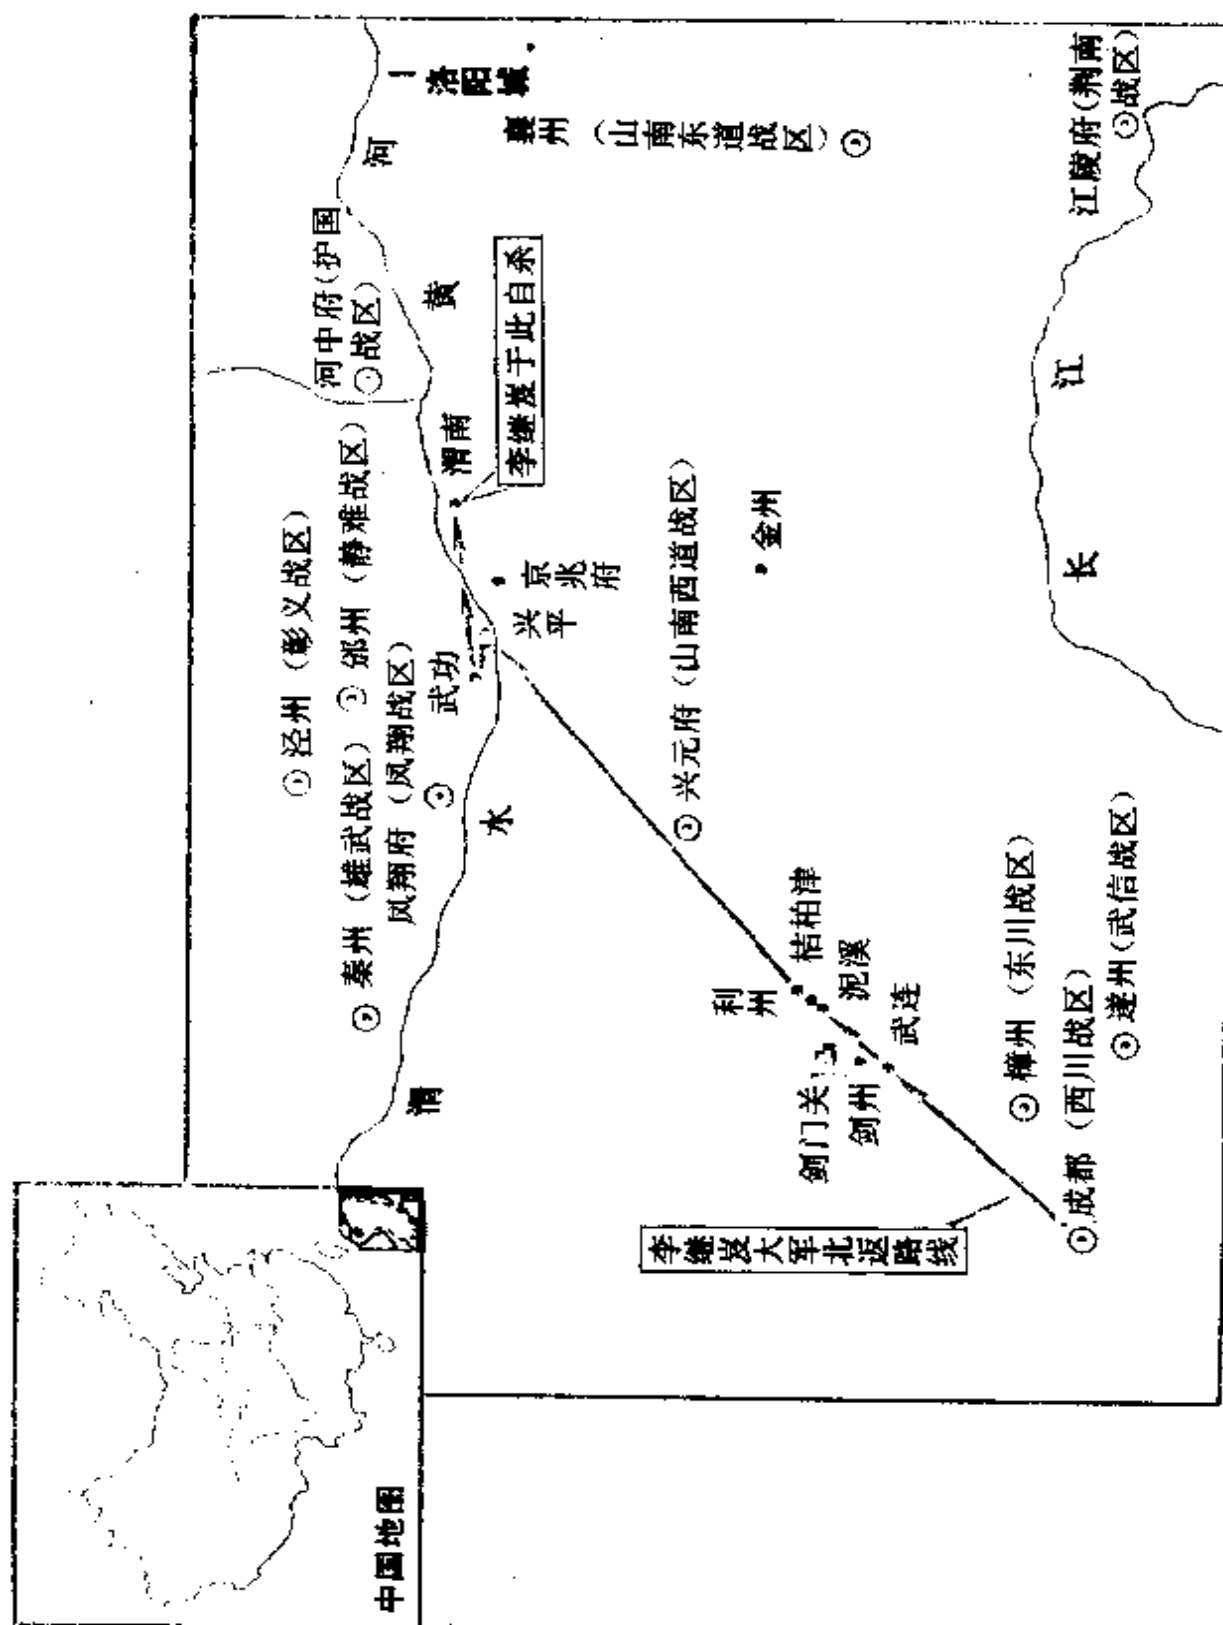 中国地图
泾州（彰义战区）
秦州（雄武战区）
邠州（静难战区）
凤翔府（凤翔战区）
河中府（护国
战区）
渭
水
黄
河
武功
兴平
京兆府
渭南
李继岌于此自杀
洛阳
襄州（山南东道战区）
兴元府（山南西道战区）
金州
利州
桔柏津
泥溪
武连
剑门关
剑州
李继岌大军北返路线
成都（西川战区）
樟州（东川战区）
遂州（武信战区）
长
江
江陵府（荆南
战区）